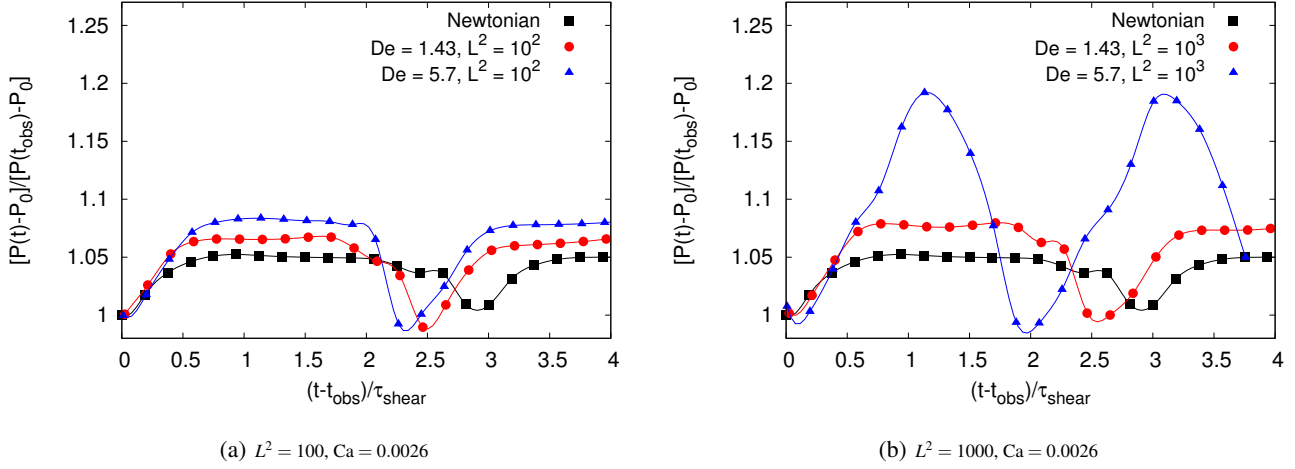 1.25
1.2
1.15
1.1
1.05
1
[P(t)-P0]/[P(tobs)-P0]
Newtonian
De = 1.43, L² = 10²
De = 5.7, L² = 10²
0 0.5 1 1.5 2 2.5 3 3.5 4
(t-tobs)/τshear
(a) L² = 100, Ca = 0.0026
1.25
1.2
1.15
1.1
1.05
1
[P(t)-P0]/[P(tobs)-P0]
Newtonian
De = 1.43, L² = 10³
De = 5.7, L² = 10³
0 0.5 1 1.5 2 2.5 3 3.5 4
(t-tobs)/τshear
(b) L² = 1000, Ca = 0.0026